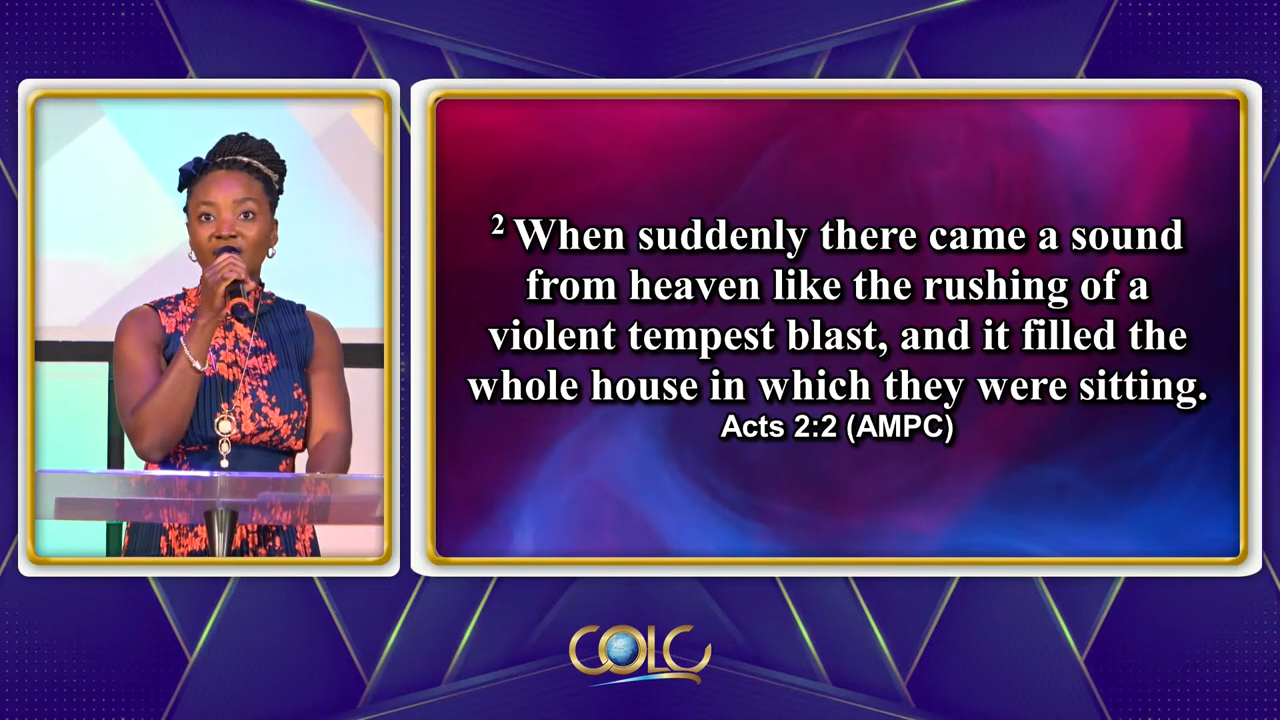 2 When suddenly there came a sound
from heaven like the rushing of a
violent tempest blast, and it filled the
whole house in which they were sitting.
Acts 2:2 (AMPC)
COLC